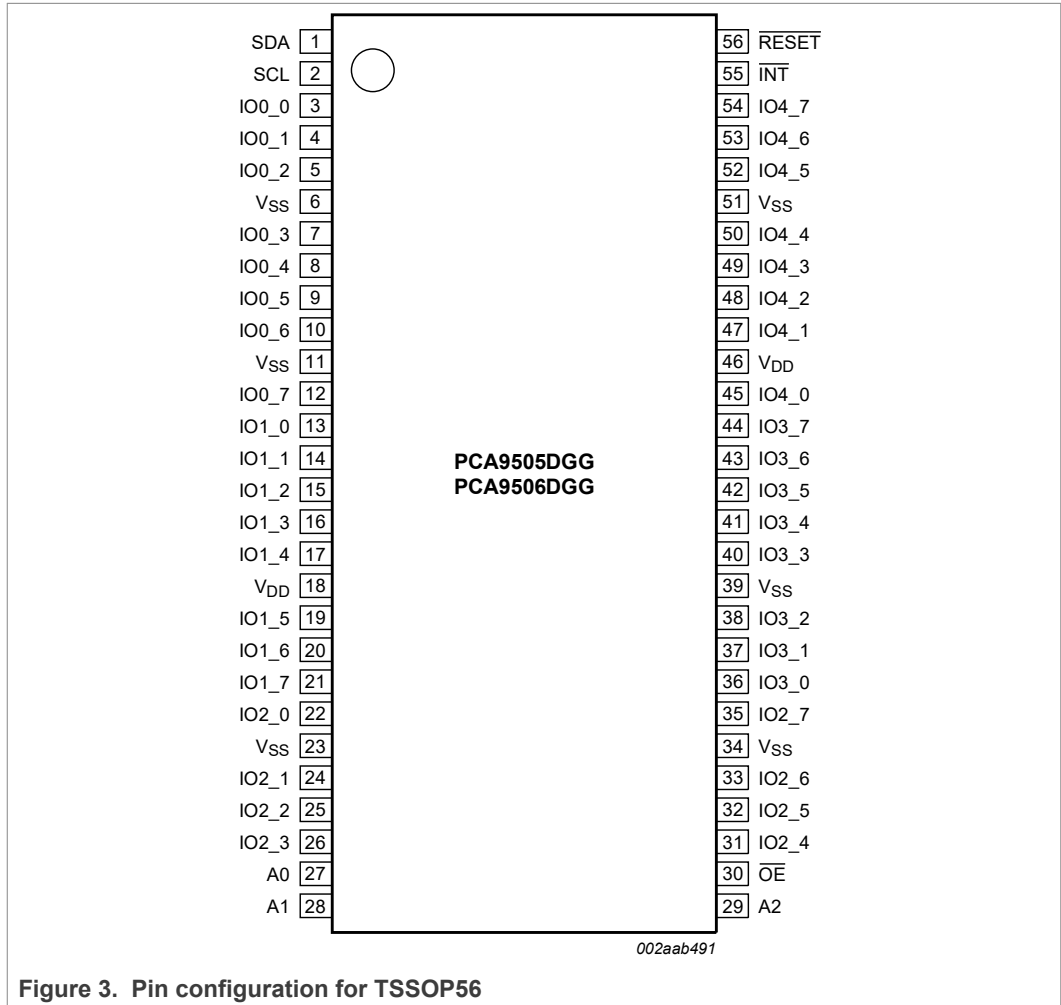 SDA 1 56 RESET
SCL 2 55 INT
IO0_0 3 54 IO4_7
IO0_1 4 53 IO4_6
IO0_2 5 52 IO4_5
VSS 6 51 VSS
IO0_3 7 50 IO4_4
IO0_4 8 49 IO4_3
IO0_5 9 48 IO4_2
IO0_6 10 47 IO4_1
VSS 11 46 VDD
IO0_7 12 45 IO4_0
IO1_0 13 44 IO3_7
IO1_1 14 43 IO3_6
IO1_2 15 42 IO3_5
IO1_3 16 41 IO3_4
IO1_4 17 40 IO3_3
VDD 18 39 VSS
IO1_5 19 38 IO3_2
IO1_6 20 37 IO3_1
IO1_7 21 36 IO3_0
IO2_0 22 35 IO2_7
VSS 23 34 VSS
IO2_1 24 33 IO2_6
IO2_2 25 32 IO2_5
IO2_3 26 31 IO2_4
A0 27 30 OE
A1 28 29 A2
PCA9505DGG
PCA9506DGG
002aab491
Figure 3. Pin configuration for TSSOP56